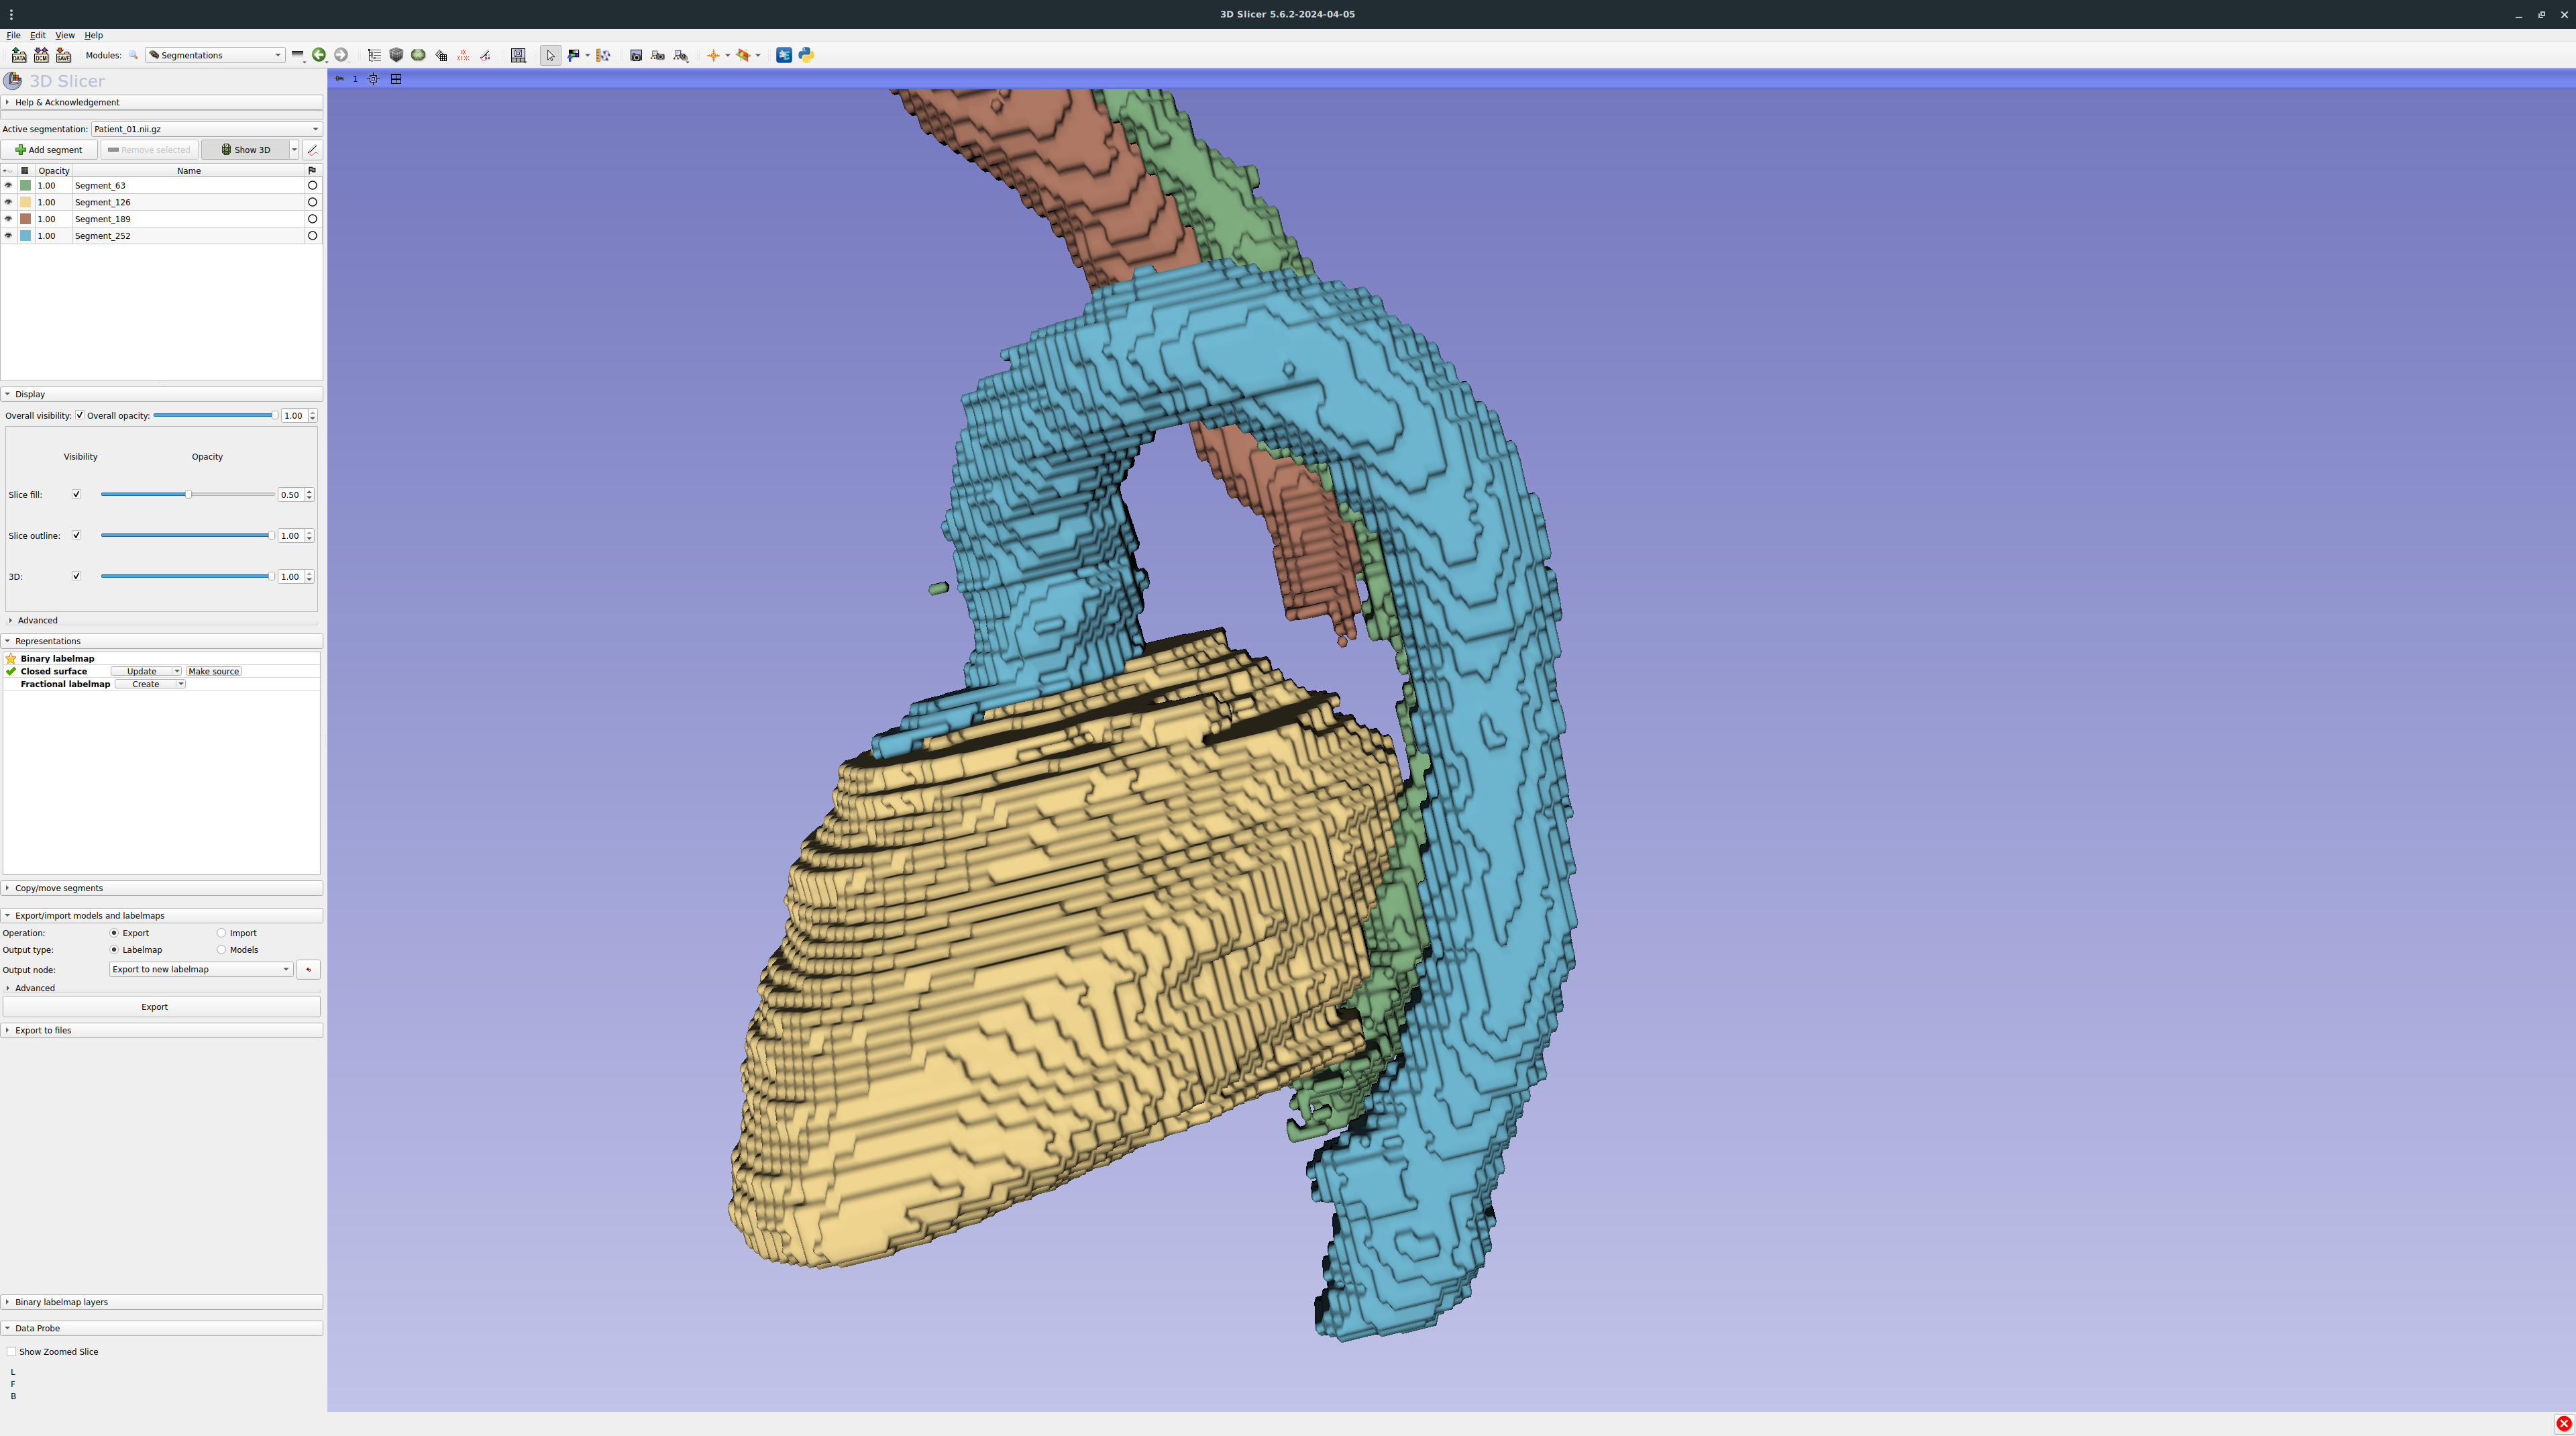 3D Slicer 5.6.2-2024-04-05
File Edit View Help
DATA DCM SAVE Modules: Segmentations
3D Slicer
1
Help & Acknowledgement
Active segmentation: Patient_01.nii.gz
Add segment Remove selected Show 3D
Opacity Name
1.00 Segment_63
1.00 Segment_126
1.00 Segment_189
1.00 Segment_252
Display
Overall visibility: Overall opacity: 1.00
Visibility Opacity
Slice fill: 0.50
Slice outline: 1.00
3D: 1.00
Advanced
Representations
Binary labelmap
Closed surface Update Make source
Fractional labelmap Create
Copy/move segments
Export/import models and labelmaps
Operation: Export Import
Output type: Labelmap Models
Output node: Export to new labelmap
Advanced
Export
Export to files
Binary labelmap layers
Data Probe
Show Zoomed Slice
L
F
B